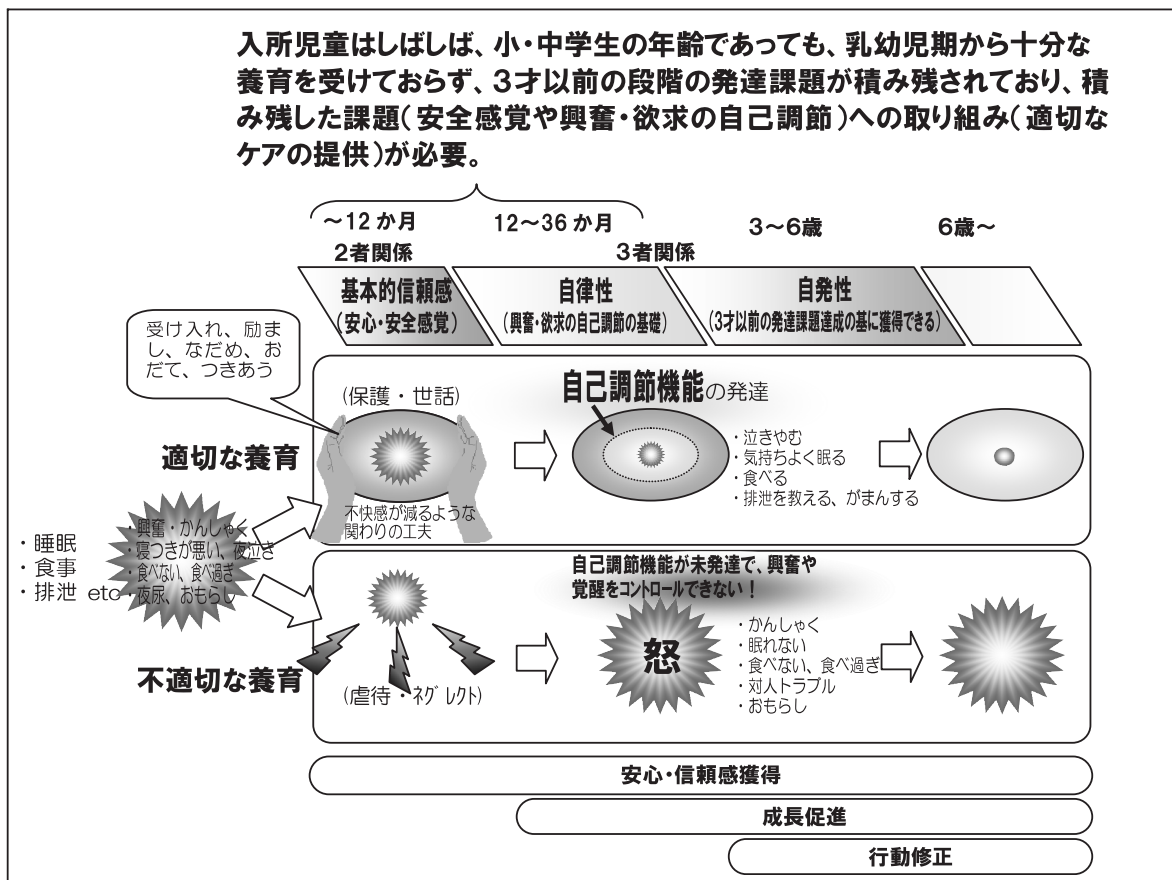 入所児童はしばしば、小・中学生の年齢であっても、乳幼児期から十分な
養育を受けておらず、３才以前の段階の発達課題が積み残されており、積
み残した課題（安全感覚や興奮・欲求の自己調節）への取り組み（適切な
ケアの提供）が必要。
～12か月
12～36か月
３～６歳
６歳～
２者関係
３者関係
基本的信頼感
（安心・安全感覚）
自律性
（興奮・欲求の自己調節の基礎）
自発性
（３才以前の発達課題達成の基に獲得できる）
受け入れ、励ま
し、なだめ、お
だて、つきあう
（保護・世話）
自己調節機能の発達
適切な養育
不快感が減るような
関わりの工夫
・泣きやむ
・気持ちよく眠る
・食べる
・排泄を教える、がまんする
・睡眠
・食事
・排泄 etc
・興奮・かんしゃく
・寝つきが悪い、夜泣き
・食べない、食べ過ぎ
・夜尿、おもらし
自己調節機能が未発達で、興奮や
覚醒をコントロールできない！
不適切な養育
（虐待・ネグレクト）
怒
・かんしゃく
・眠れない
・食べない、食べ過ぎ
・対人トラブル
・おもらし
安心・信頼感獲得
成長促進
行動修正